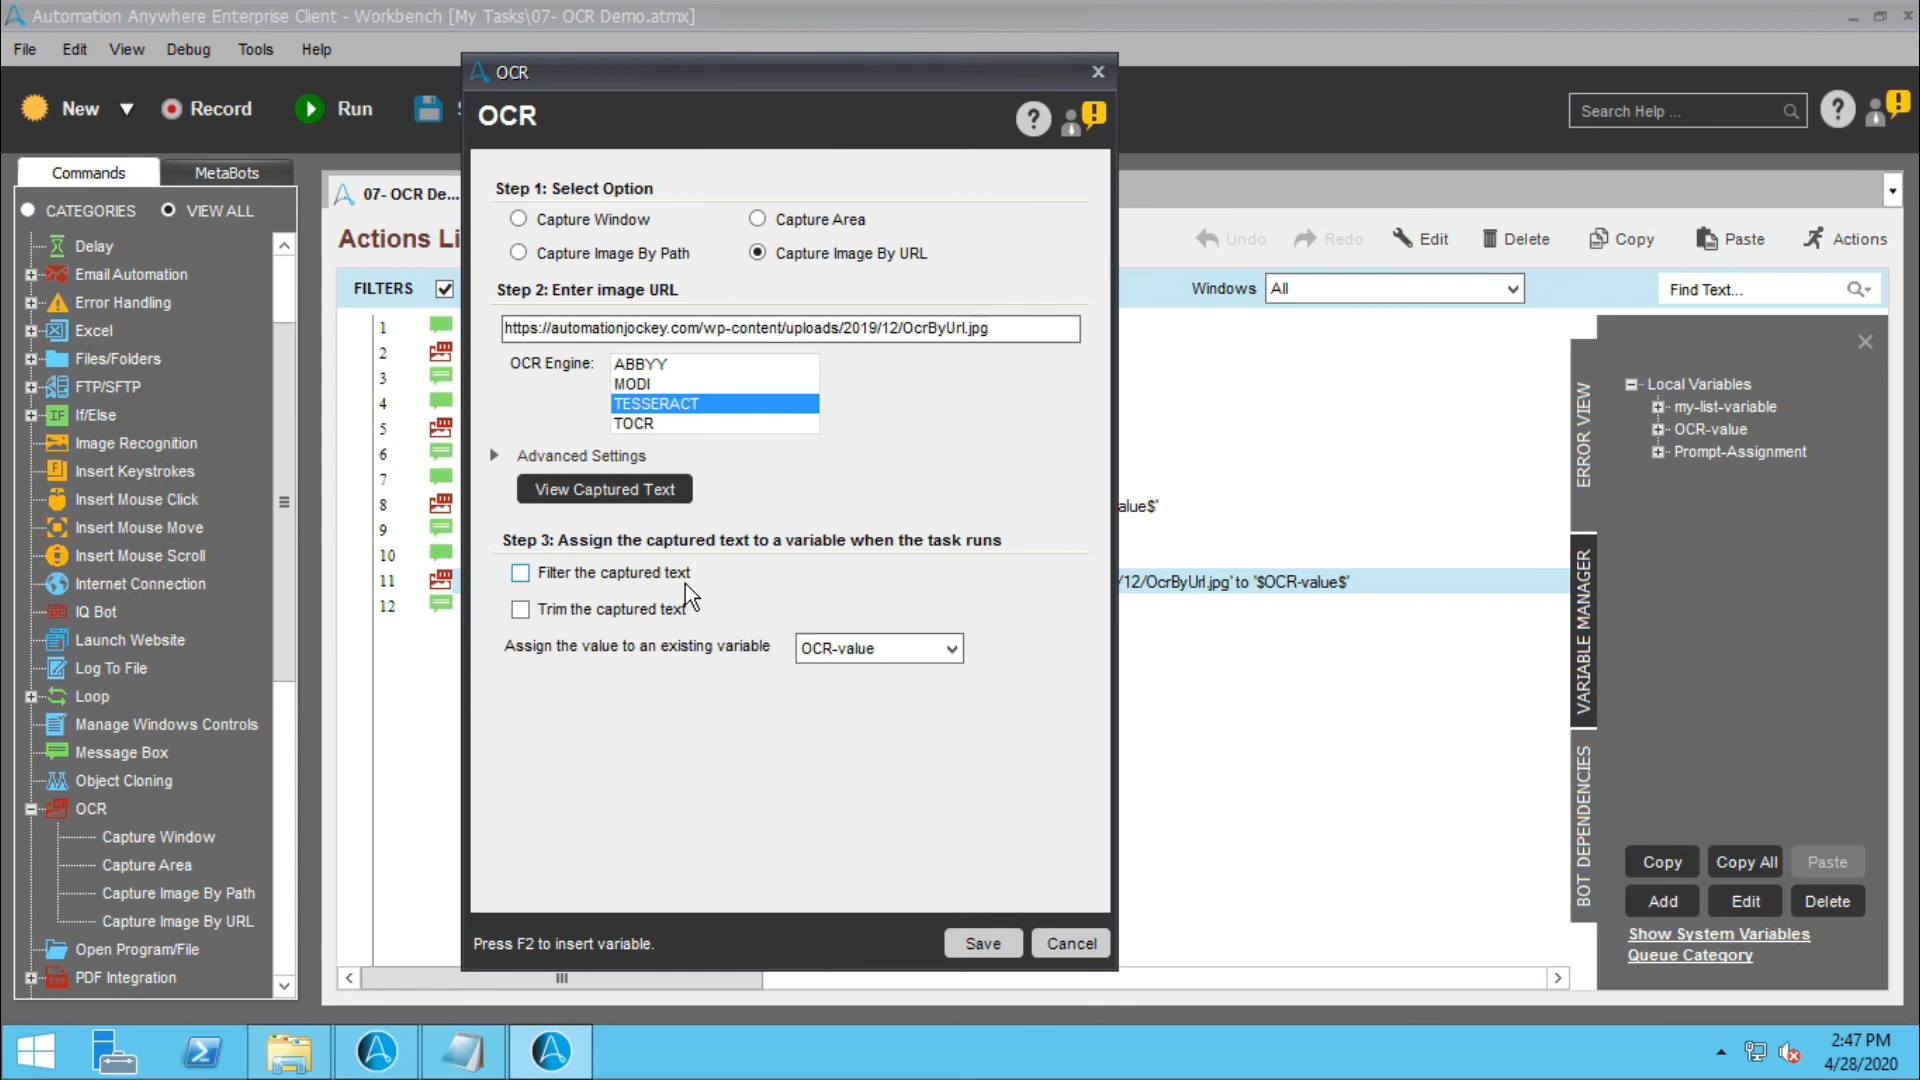 Automation Anywhere Enterprise Client - Workbench [My Tasks\07- OCR Demo.atmx]
File Edit View Debug Tools Help
New Record Run
Search Help ...
Commands MetaBots
CATEGORIES VIEW ALL
Delay
Email Automation
Error Handling
Excel
Files/Folders
FTP/SFTP
If/Else
Image Recognition
Insert Keystrokes
Insert Mouse Click
Insert Mouse Move
Insert Mouse Scroll
Internet Connection
IQ Bot
Launch Website
Log To File
Loop
Manage Windows Controls
Message Box
Object Cloning
OCR
Capture Window
Capture Area
Capture Image By Path
Capture Image By URL
Open Program/File
PDF Integration
07- OCR De...
Actions Li
Undo Redo Edit Delete Copy Paste Actions
FILTERS
Windows All
Find Text...
1
2
3
4
5
6
7
8
alue$"
9
10
11
/12/OcrByUrl.jpg' to '$OCR-value$'
12
OCR
OCR
Step 1: Select Option
Capture Window Capture Area
Capture Image By Path Capture Image By URL
Step 2: Enter image URL
https://automationjockey.com/wp-content/uploads/2019/12/OcrByUrl.jpg
OCR Engine:
ABBYY
MODI
TESSERACT
TOCR
Advanced Settings
View Captured Text
Step 3: Assign the captured text to a variable when the task runs
Filter the captured text
Trim the captured text
Assign the value to an existing variable OCR-value
Press F2 to insert variable.
Save Cancel
ERROR VIEW
VARIABLE MANAGER
BOT DEPENDENCIES
Local Variables
my-list-variable
OCR-value
Prompt-Assignment
Copy Copy All Paste
Add Edit Delete
Show System Variables
Queue Category
2:47 PM
4/28/2020